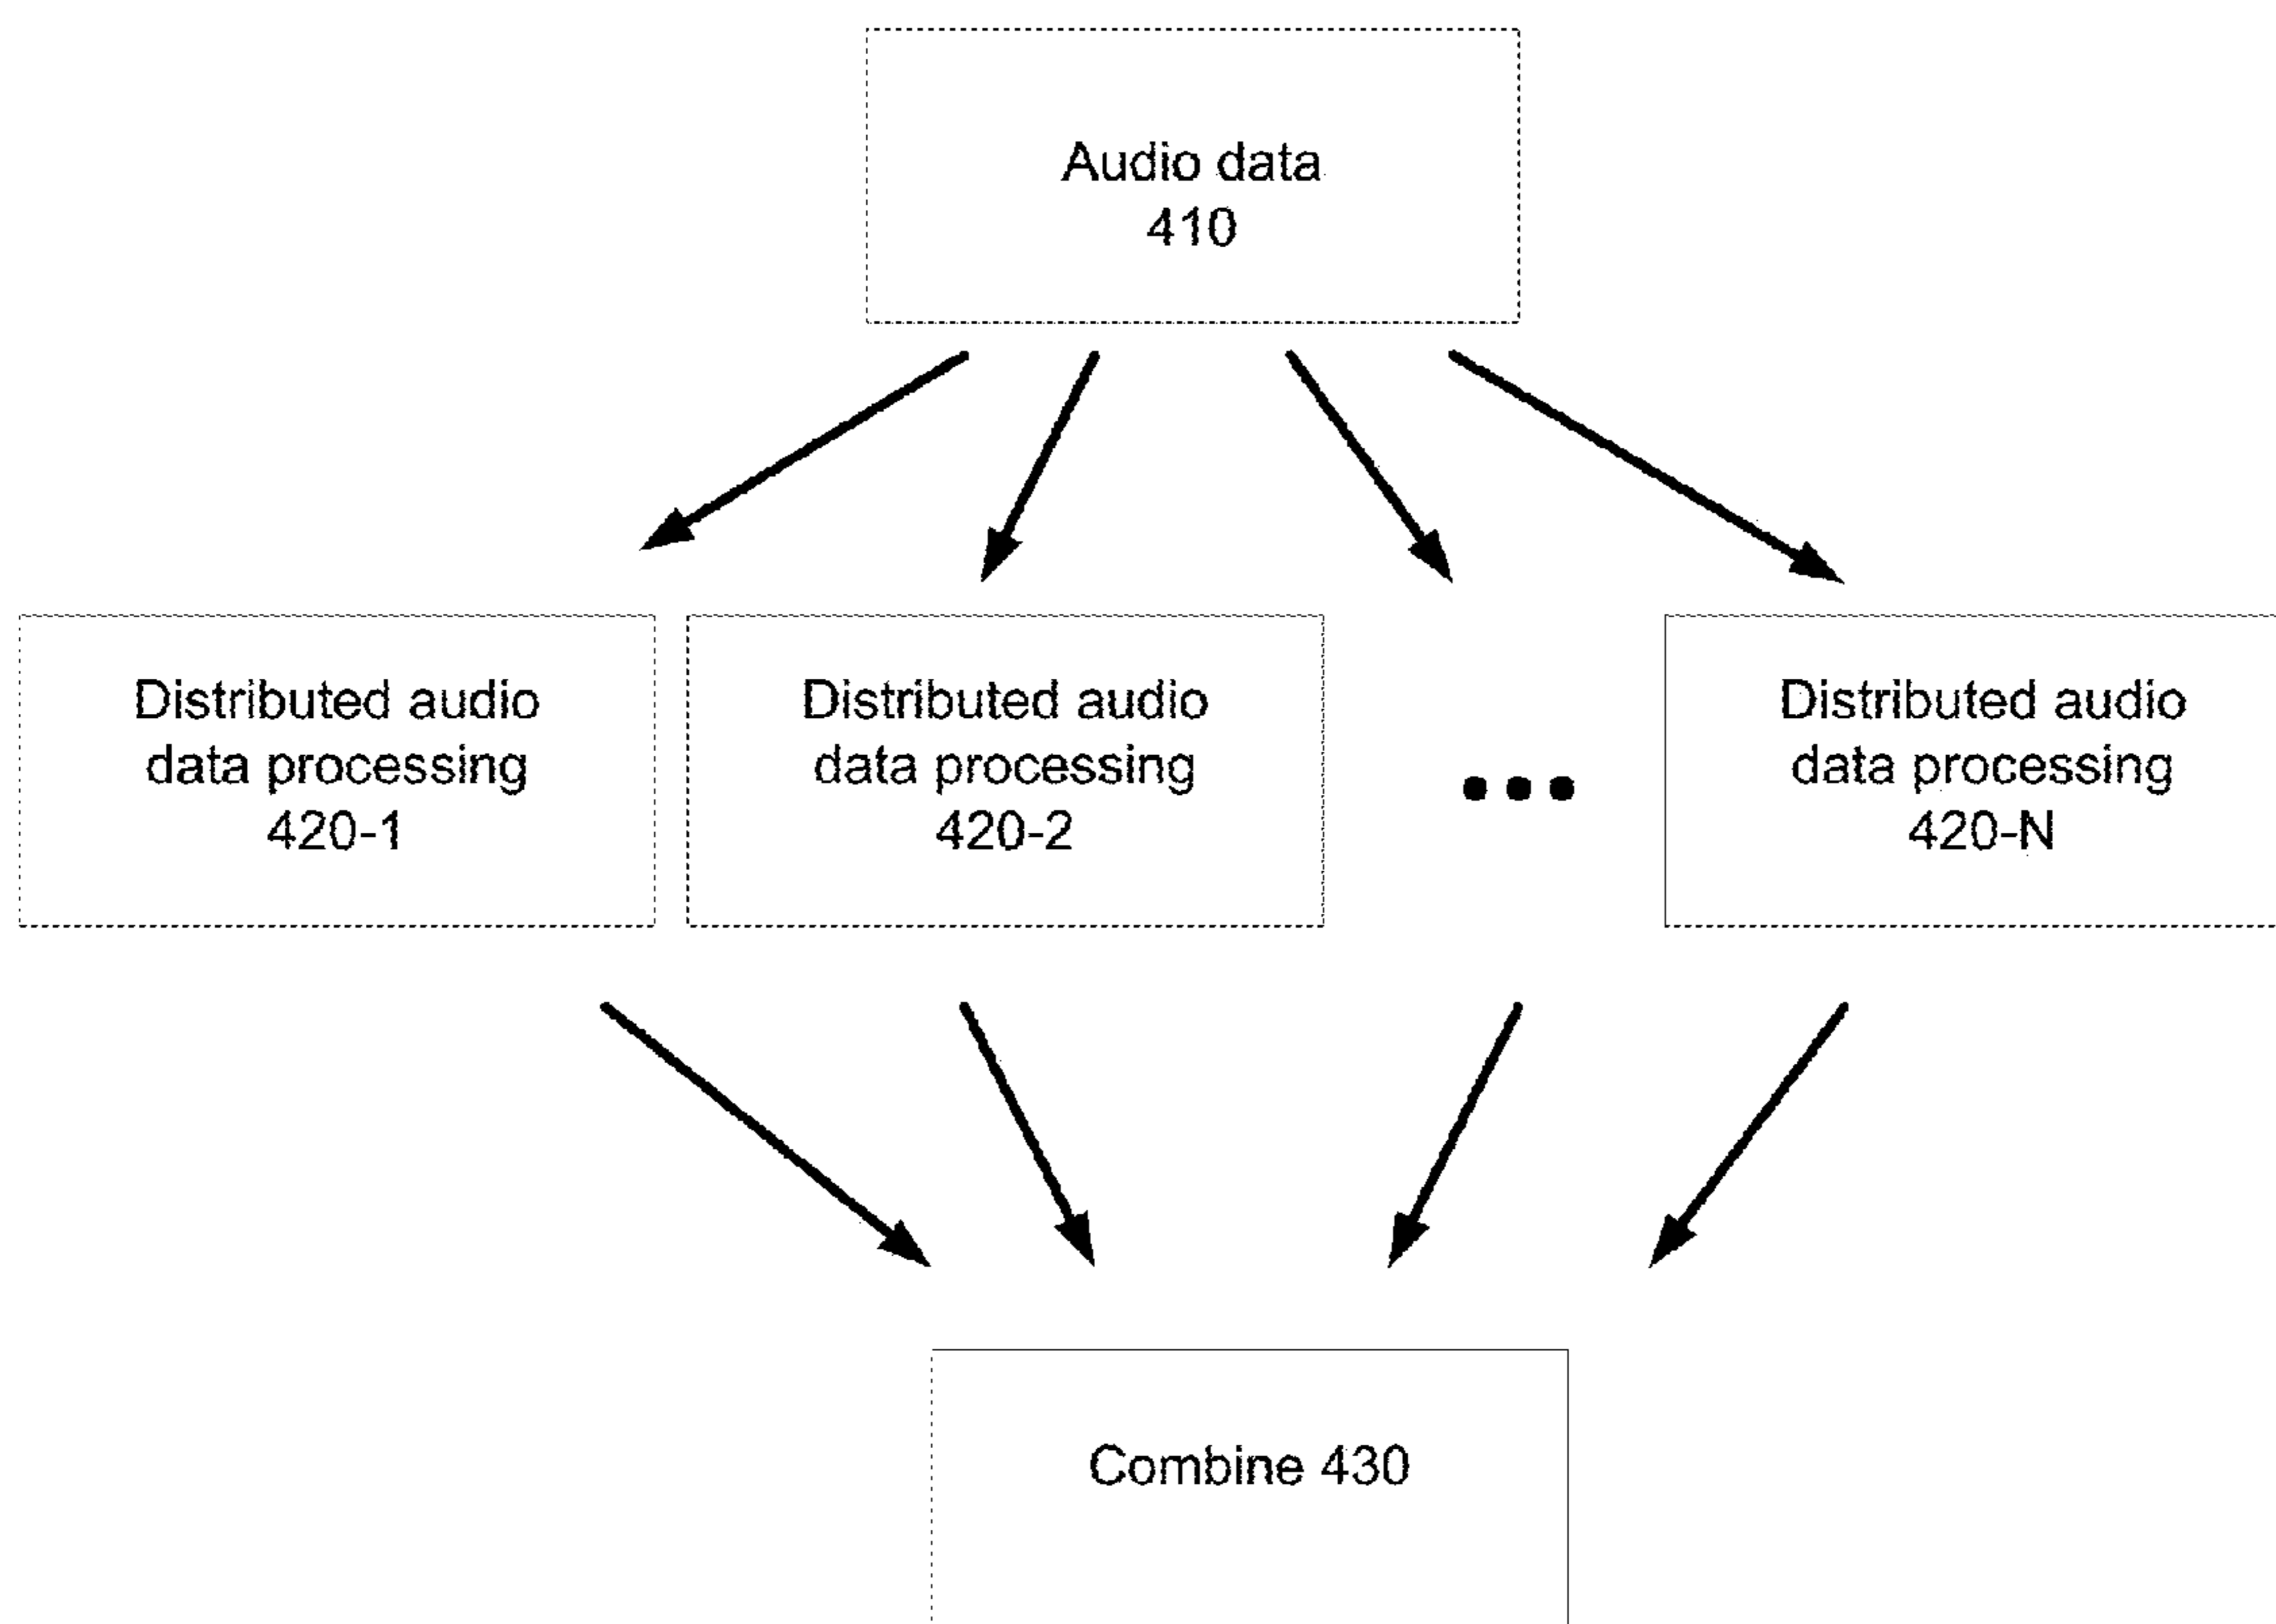 Audio data
410
Distributed audio
data processing
420-1
Distributed audio
data processing
420-2
•••
Distributed audio
data processing
420-N
Combine 430